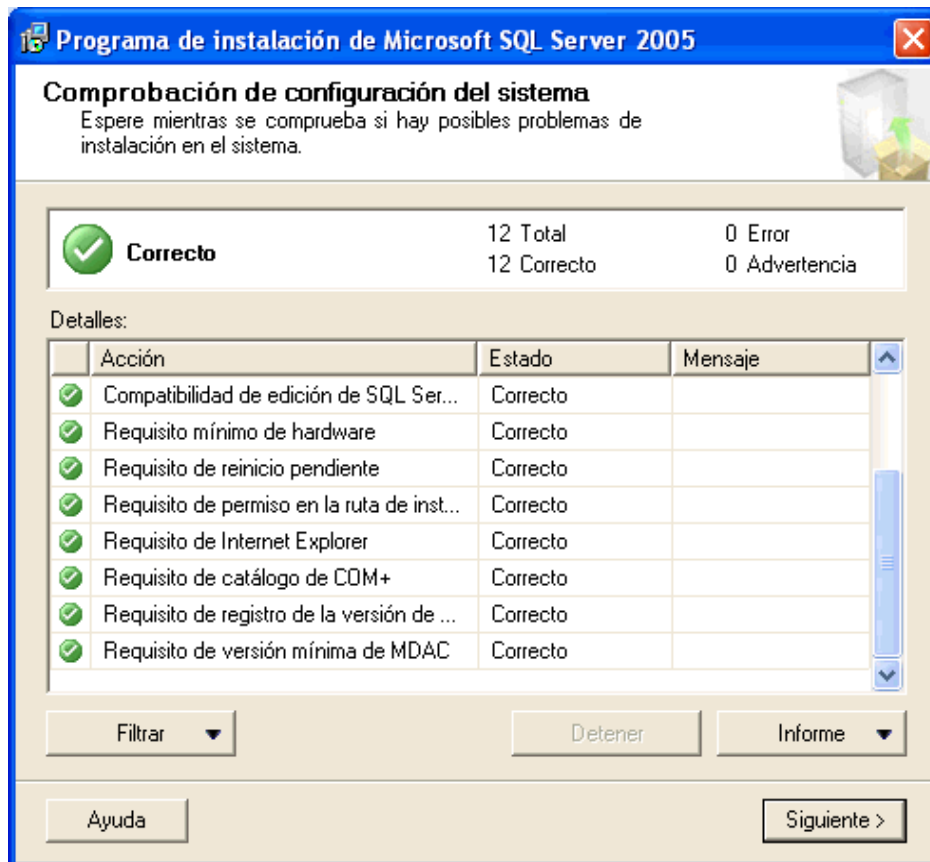 Programa de instalación de Microsoft SQL Server 2005
Comprobación de configuración del sistema
Espere mientras se comprueba si hay posibles problemas de
instalación en el sistema.
Correcto
12 Total
0 Error
12 Correcto
0 Advertencia
Detalles:
Acción Estado Mensaje
Compatibilidad de edición de SQL Ser... Correcto
Requisito mínimo de hardware Correcto
Requisito de reinicio pendiente Correcto
Requisito de permiso en la ruta de inst... Correcto
Requisito de Internet Explorer Correcto
Requisito de catálogo de COM+ Correcto
Requisito de registro de la versión de ... Correcto
Requisito de versión mínima de MDAC Correcto
Filtrar Detener Informe
Ayuda Siguiente >